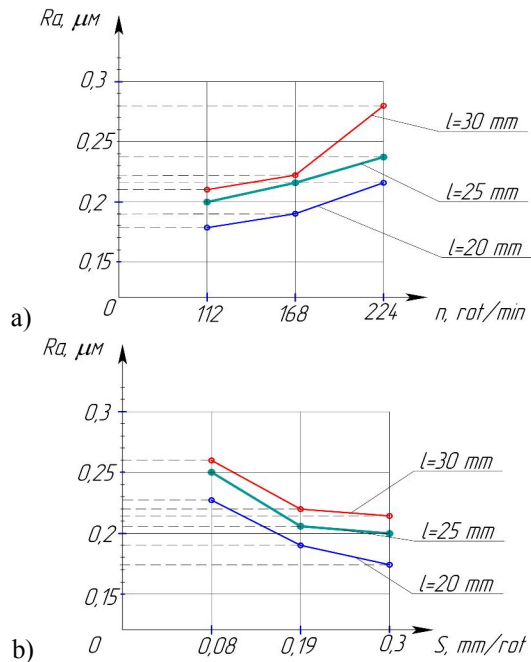 Ra, μм
0,3
l=30 mm
0,25
l=25 mm
0,2
l=20 mm
0,15
a)
0
112
168
224
n, rot/min
Ra, μм
0,3
l=30 mm
0,25
l=25 mm
0,2
l=20 mm
0,15
b)
0
0,08
0,19
0,3
S, mm/rot